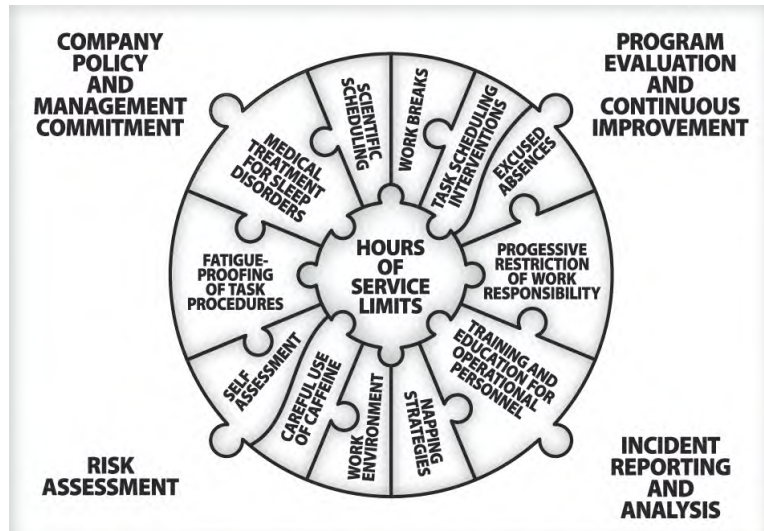 COMPANY
POLICY
AND
MANAGEMENT
COMMITMENT
PROGRAM
EVALUATION
AND
CONTINUOUS
IMPROVEMENT
SCIENTIFIC
SCHEDULING
WORK BREAKS
TASK SCHEDULING
INTERVENTIONS
EXCUSED
ABSENCES
MEDICAL
TREATMENT
FOR SLEEP
DISORDERS
HOURS
OF
SERVICE
LIMITS
PROGESSIVE
RESTRICTION
OF WORK
RESPONSIBILITY
FATIGUE-
PROOFING
OF TASK
PROCEDURES
TRAINING AND
EDUCATION FOR
OPERATIONAL
PERSONNEL
SELF
ASSESSMENT
CAREFUL USE
OF CAFFEINE
WORK
ENVIRONMENT
NAPPING
STRATEGIES
RISK
ASSESSMENT
INCIDENT
REPORTING
AND
ANALYSIS